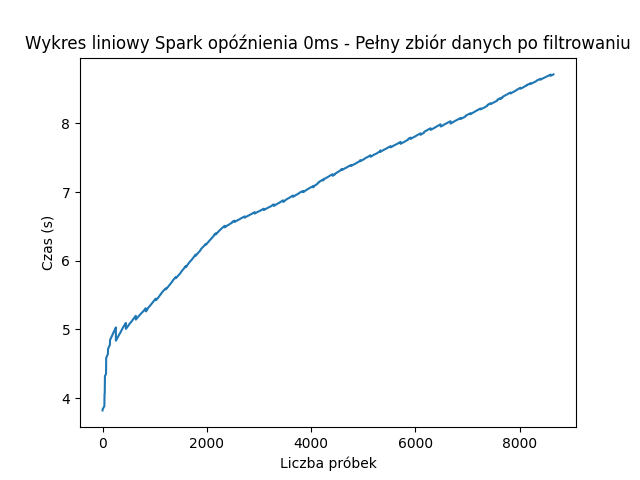 Wykres liniowy Spark opóźnienia 0ms - Pełny zbiór danych po filtrowaniu
8
7
6
5
4
Czas (s)
0 2000 4000 6000 8000
Liczba próbek